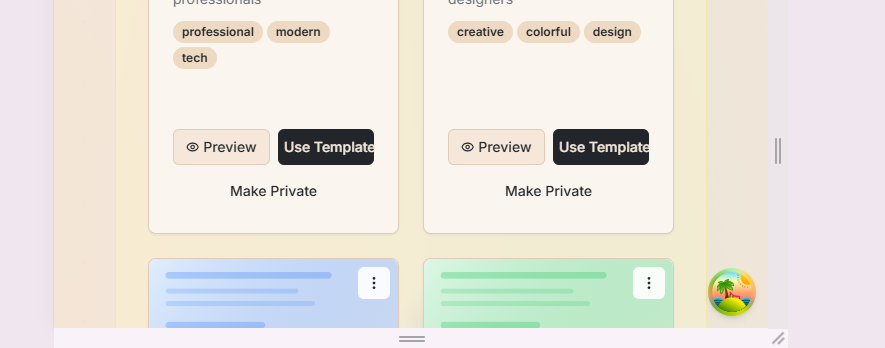 professionals
professional modern
tech
Preview Use Template
Make Private
designers
creative colorful design
Preview Use Template
Make Private